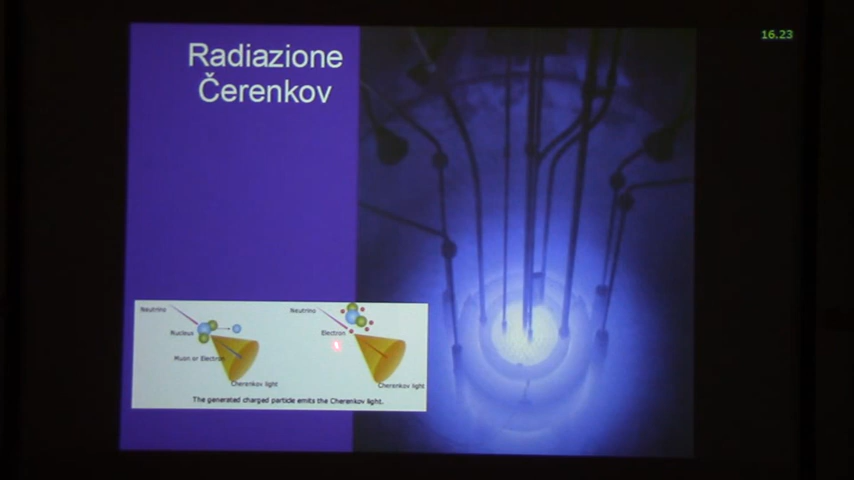 16.23
Radiazione
Čerenkov
Neutrino
Nucleus
Muon or Electron
Cherenkov light
Neutrino
Electron
Cherenkov light
The generated charged particle emits the Cherenkov light.